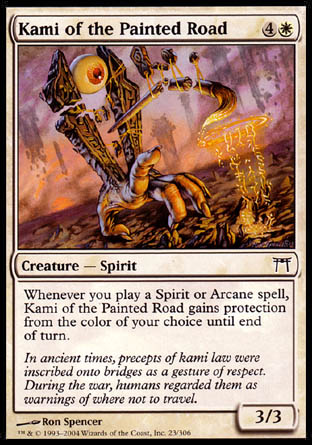 Kami of the Painted Road 4
Creature — Spirit
Whenever you play a Spirit or Arcane spell,
Kami of the Painted Road gains protection
from the color of your choice until end
of turn.
In ancient times, precepts of kami law were
inscribed onto bridges as a gesture of respect.
During the war, humans regarded them as
warnings of where not to travel.
Ron Spencer
™ & © 1993–2004 Wizards of the Coast, Inc. 23/306
3/3